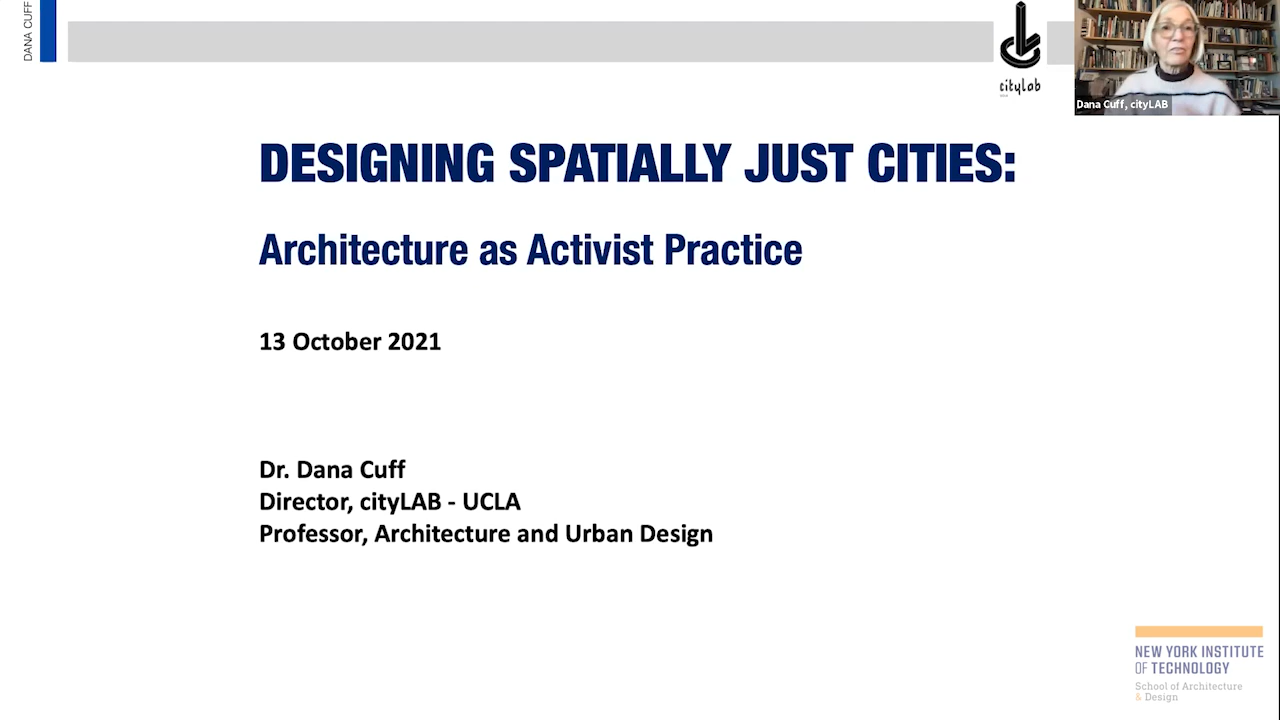 DANA CUFF
citylab
Dana Cuff, cityLAB
DESIGNING SPATIALLY JUST CITIES:
Architecture as Activist Practice
13 October 2021
Dr. Dana Cuff
Director, cityLAB - UCLA
Professor, Architecture and Urban Design
NEW YORK INSTITUTE
OF TECHNOLOGY
School of Architecture
& Design